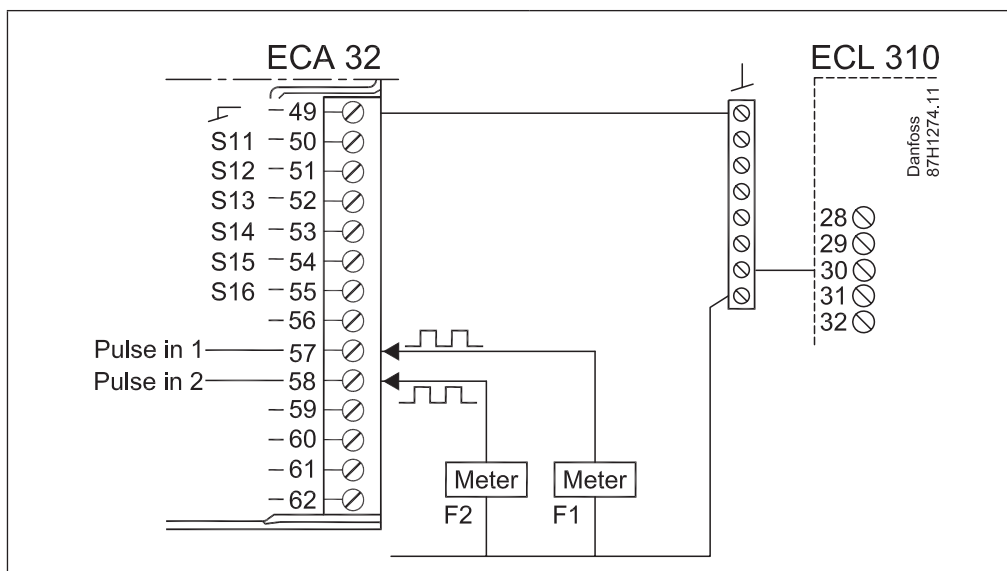 ECA 32
ECL 310
Danfoss
87H1274.11
49
S11 50
S12 51
S13 52
S14 53
S15 54
S16 55
56
Pulse in 1 57
Pulse in 2 58
59
60
61
62
28
29
30
31
32
Meter
Meter
F2
F1